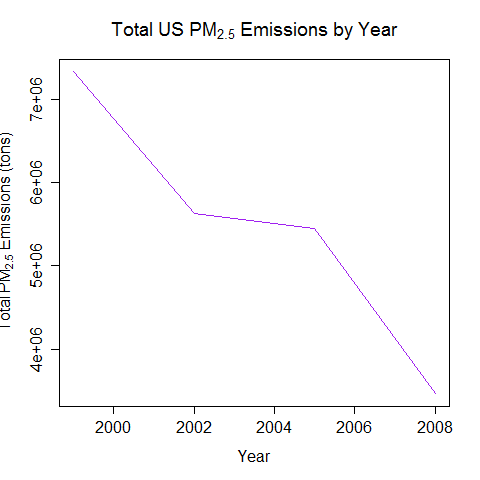 Total US PM2.5 Emissions by Year
Total PM2.5 Emissions (tons)
7e+06
6e+06
5e+06
4e+06
2000 2002 2004 2006 2008
Year